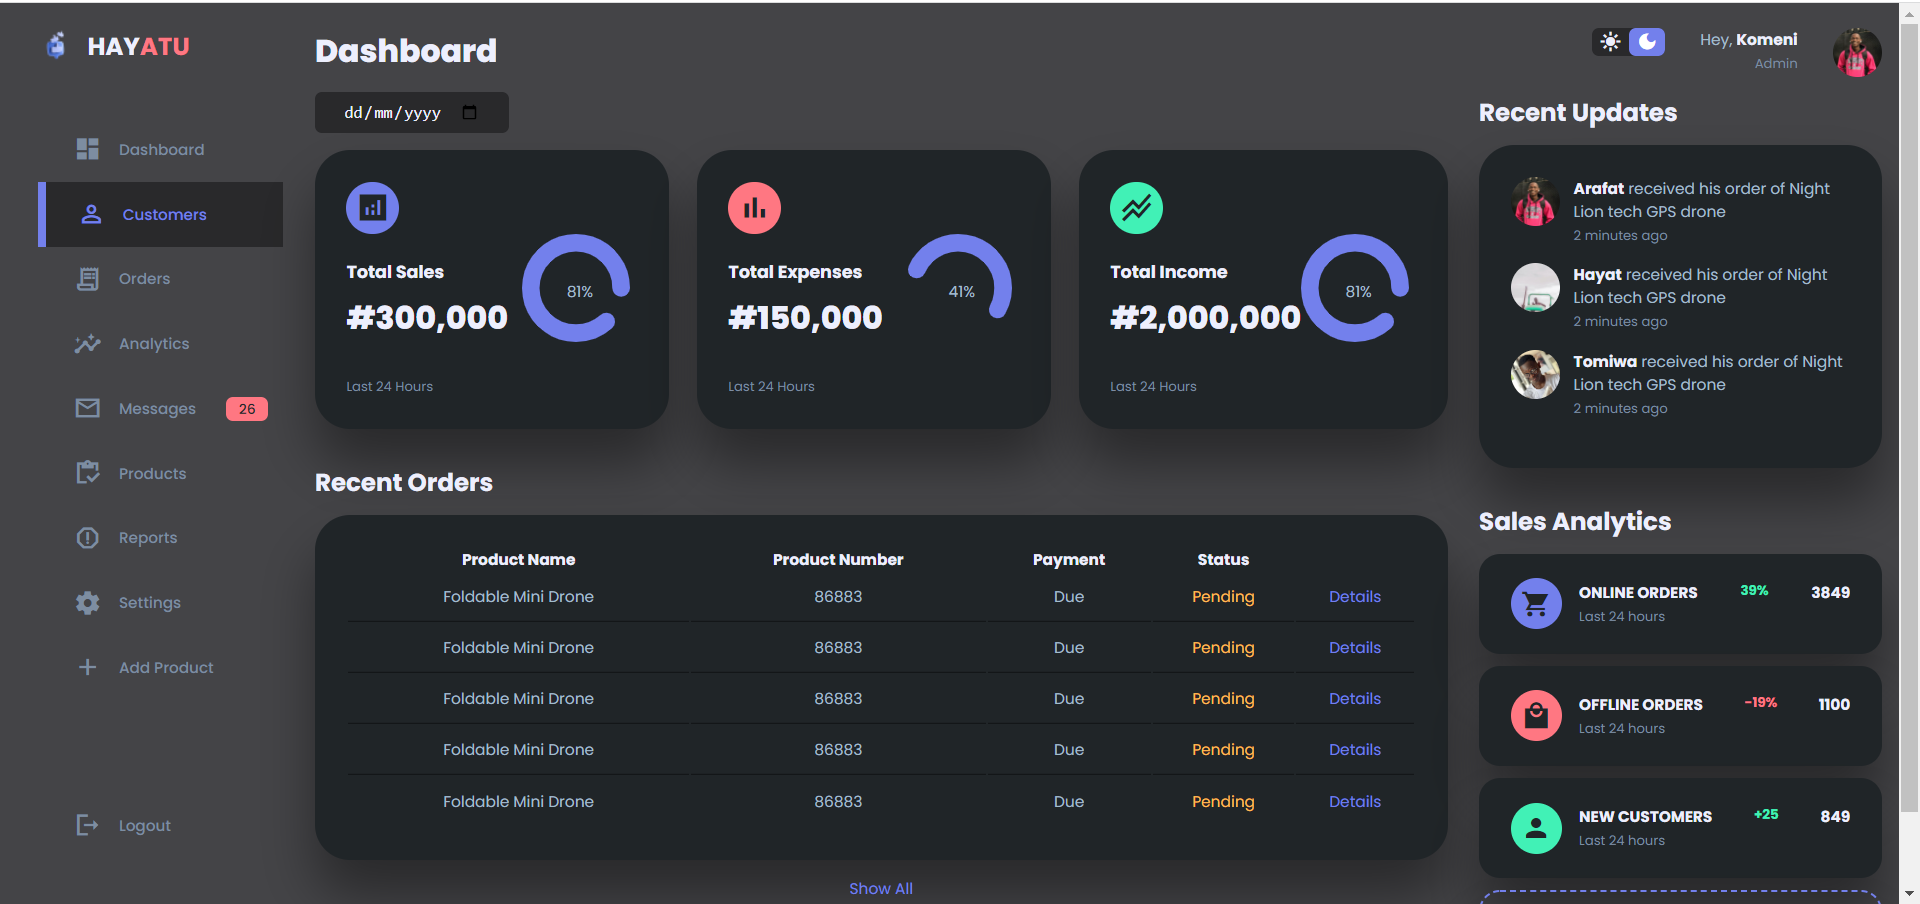 HAYATU
Dashboard
Customers
Orders
Analytics
Messages 26
Products
Reports
Settings
Add Product
Logout
Dashboard
dd/mm/yyyy
Total Sales
#300,000
81%
Last 24 Hours
Total Expenses
#150,000
41%
Last 24 Hours
Total Income
#2,000,000
81%
Last 24 Hours
Recent Orders
Product Name Product Number Payment Status
Foldable Mini Drone 86883 Due Pending Details
Foldable Mini Drone 86883 Due Pending Details
Foldable Mini Drone 86883 Due Pending Details
Foldable Mini Drone 86883 Due Pending Details
Foldable Mini Drone 86883 Due Pending Details
Show All
Hey, Komeni
Admin
Recent Updates
Arafat received his order of Night
Lion tech GPS drone
2 minutes ago
Hayat received his order of Night
Lion tech GPS drone
2 minutes ago
Tomiwa received his order of Night
Lion tech GPS drone
2 minutes ago
Sales Analytics
ONLINE ORDERS 39% 3849
Last 24 hours
OFFLINE ORDERS -19% 1100
Last 24 hours
NEW CUSTOMERS +25 849
Last 24 hours